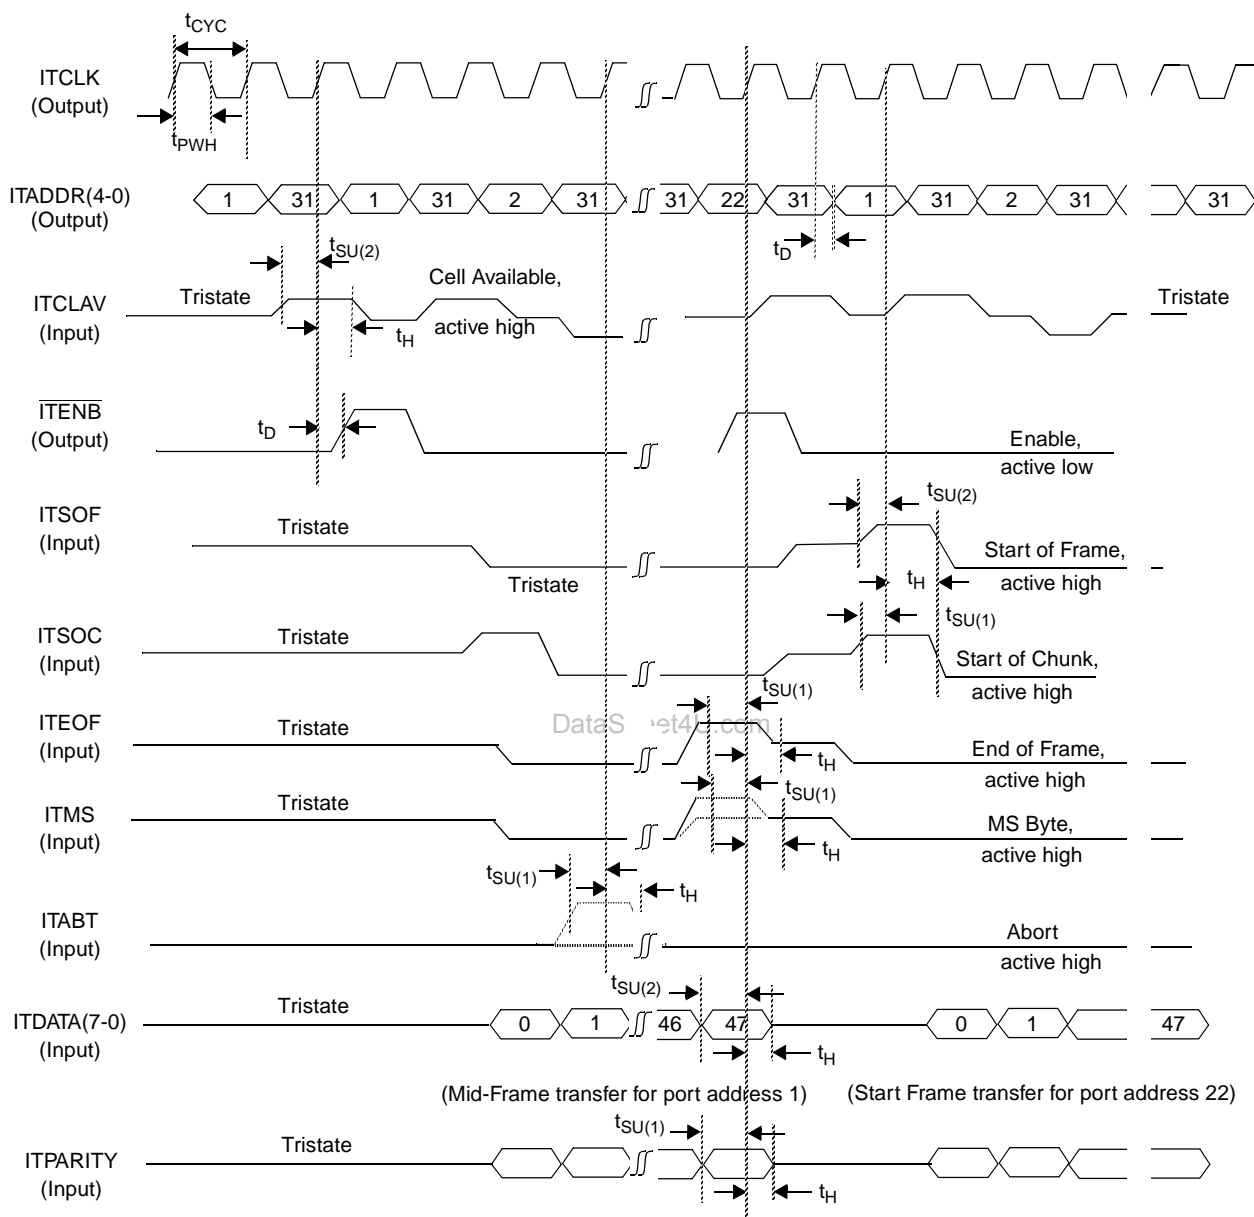 tCYC
ITCLK
(Output)
tPWH
ITADDR(4-0)
(Output)
1 31 1 31 2 31 31 22 31 1 31 2 31 31
tSU(2)
tD
Cell Available,
ITCLAV
(Input)
Tristate
active high
tH
Tristate
ITENB
(Output)
tD
Enable,
active low
ITSOF
(Input)
Tristate
Tristate
tSU(2)
Start of Frame,
tH
active high
ITSOC
(Input)
Tristate
tSU(1)
Start of Chunk,
active high
ITEOF
(Input)
Tristate
tSU(1)
tH
End of Frame,
active high
ITMS
(Input)
Tristate
tSU(1)
tH
MS Byte,
active high
ITABT
(Input)
tSU(1)
tH
Abort
active high
ITDATA(7-0)
(Input)
Tristate
tSU(2)
0 1 46 47 0 1 47
tH
(Mid-Frame transfer for port address 1) (Start Frame transfer for port address 22)
ITPARITY
(Input)
Tristate
tSU(1)
tH